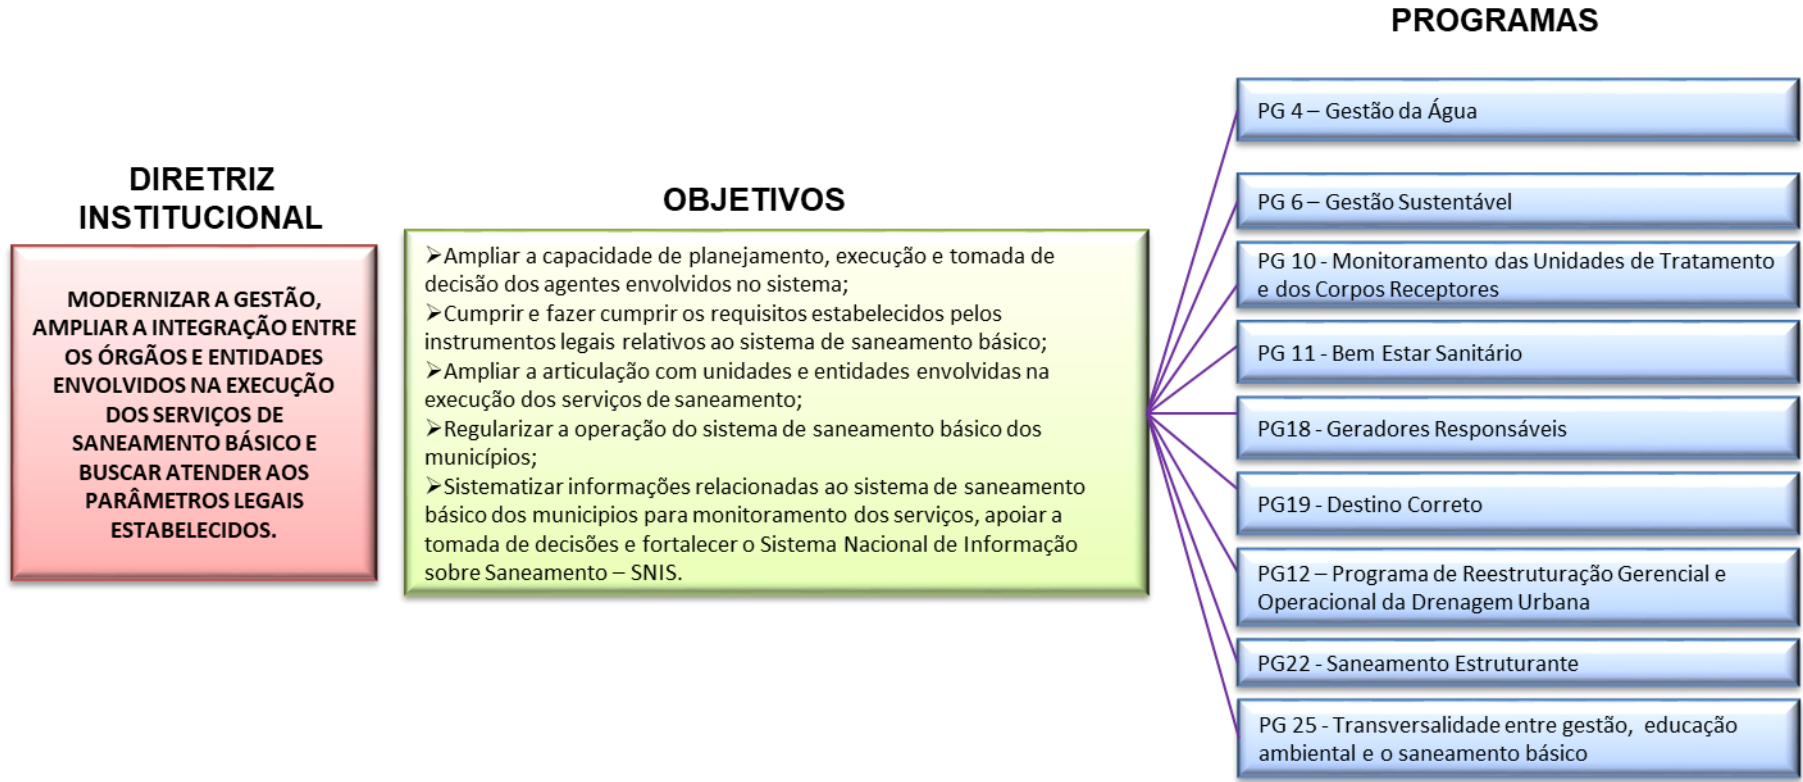 DIRETRIZ
INSTITUCIONAL
MODERNIZAR A GESTÃO,
AMPLIAR A INTEGRAÇÃO ENTRE
OS ÓRGÃOS E ENTIDADES
ENVOLVIDOS NA EXECUÇÃO
DOS SERVIÇOS DE
SANEAMENTO BÁSICO E
BUSCAR ATENDER AOS
PARÂMETROS LEGAIS
ESTABELECIDOS.
OBJETIVOS
➢Ampliar a capacidade de planejamento, execução e tomada de
decisão dos agentes envolvidos no sistema;
➢Cumprir e fazer cumprir os requisitos estabelecidos pelos
instrumentos legais relativos ao sistema de saneamento básico;
➢Ampliar a articulação com unidades e entidades envolvidas na
execução dos serviços de saneamento;
➢Regularizar a operação do sistema de saneamento básico dos
municípios;
➢Sistematizar informações relacionadas ao sistema de saneamento
básico dos municipios para monitoramento dos serviços, apoiar a
tomada de decisões e fortalecer o Sistema Nacional de Informação
sobre Saneamento – SNIS.
PROGRAMAS
PG 4 – Gestão da Água
PG 6 – Gestão Sustentável
PG 10 - Monitoramento das Unidades de Tratamento
e dos Corpos Receptores
PG 11 - Bem Estar Sanitário
PG18 - Geradores Responsáveis
PG19 - Destino Correto
PG12 – Programa de Reestruturação Gerencial e
Operacional da Drenagem Urbana
PG22 - Saneamento Estruturante
PG 25 - Transversalidade entre gestão, educação
ambiental e o saneamento básico